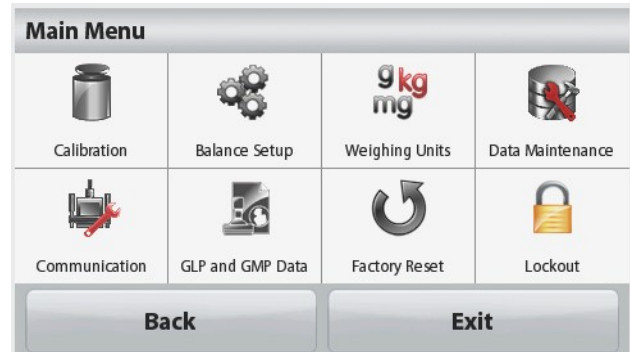 Main Menu
g kg
mg
Calibration
Balance Setup
Weighing Units
Data Maintenance
Communication
GLP and GMP Data
Factory Reset
Lockout
Back
Exit